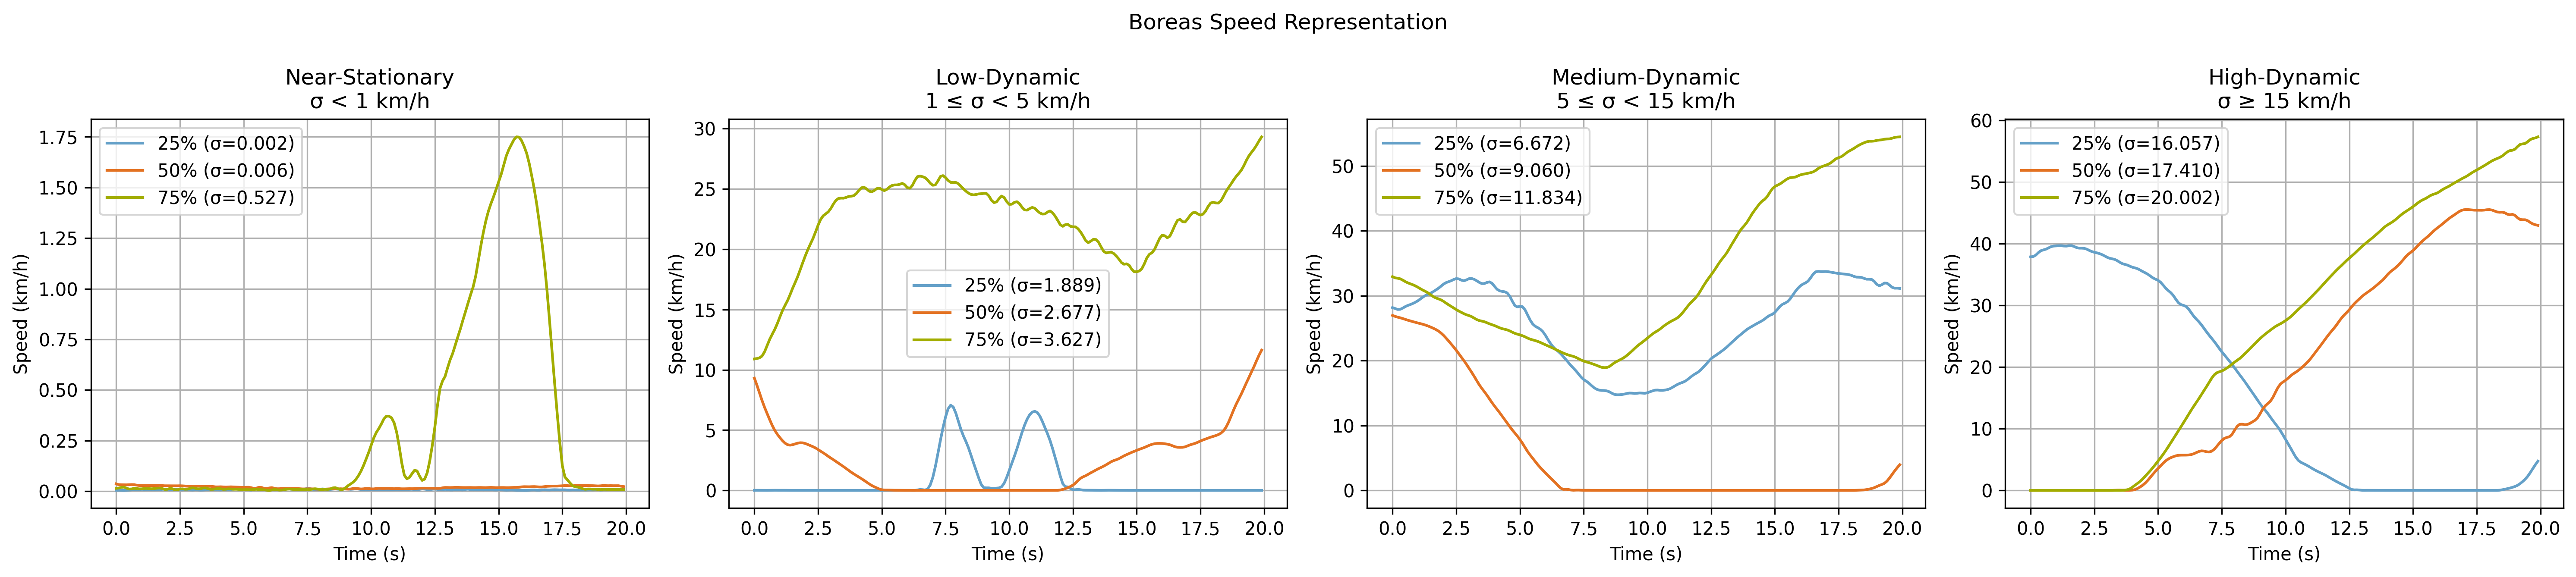 Boreas Speed Representation
Near-Stationary
σ < 1 km/h
25% (σ=0.002)
50% (σ=0.006)
75% (σ=0.527)
Speed (km/h)
1.75
1.50
1.25
1.00
0.75
0.50
0.25
0.00
0.0 2.5 5.0 7.5 10.0 12.5 15.0 17.5 20.0
Time (s)
Low-Dynamic
1 ≤ σ < 5 km/h
25% (σ=1.889)
50% (σ=2.677)
75% (σ=3.627)
Speed (km/h)
30
25
20
15
10
5
0
0.0 2.5 5.0 7.5 10.0 12.5 15.0 17.5 20.0
Time (s)
Medium-Dynamic
5 ≤ σ < 15 km/h
25% (σ=6.672)
50% (σ=9.060)
75% (σ=11.834)
Speed (km/h)
50
40
30
20
10
0
0.0 2.5 5.0 7.5 10.0 12.5 15.0 17.5 20.0
Time (s)
High-Dynamic
σ ≥ 15 km/h
25% (σ=16.057)
50% (σ=17.410)
75% (σ=20.002)
Speed (km/h)
60
50
40
30
20
10
0
0.0 2.5 5.0 7.5 10.0 12.5 15.0 17.5 20.0
Time (s)